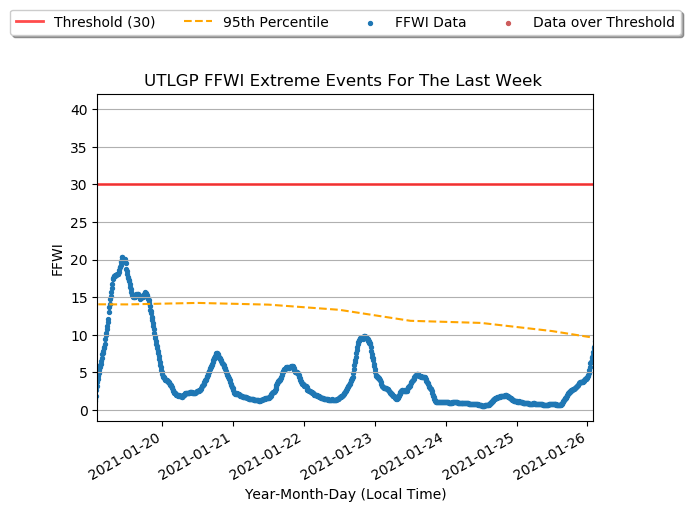 Threshold (30) 95th Percentile FFWI Data Data over Threshold
UTLGP FFWI Extreme Events For The Last Week
40
35
30
25
20
15
10
5
0
FFWI
2021-01-20 2021-01-21 2021-01-22 2021-01-23 2021-01-24 2021-01-25 2021-01-26
Year-Month-Day (Local Time)